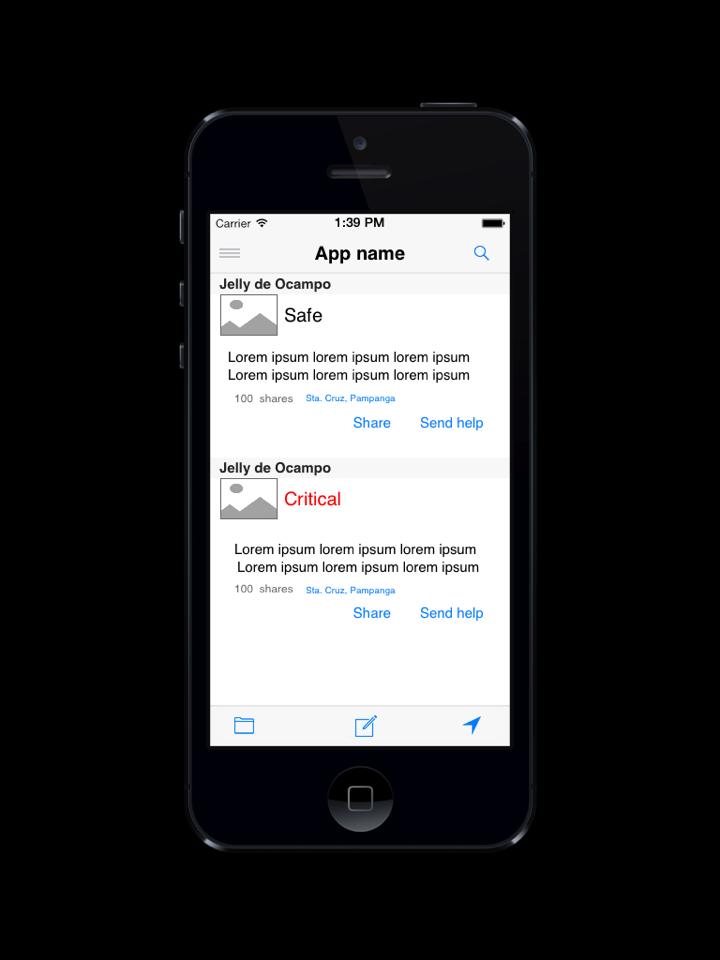 Carrier 1:39 PM
App name
Jelly de Ocampo
Safe
Lorem ipsum lorem ipsum lorem ipsum
Lorem ipsum lorem ipsum lorem ipsum
100 shares Sta. Cruz, Pampanga
Share Send help
Jelly de Ocampo
Critical
Lorem ipsum lorem ipsum lorem ipsum
Lorem ipsum lorem ipsum lorem ipsum
100 shares Sta. Cruz, Pampanga
Share Send help